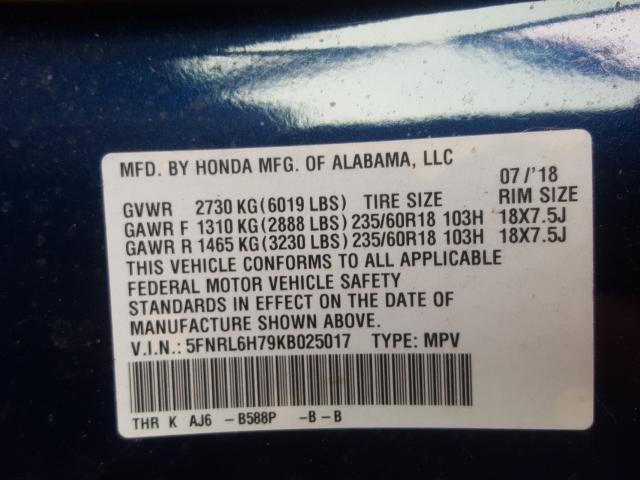 MFD. BY HONDA MFG. OF ALABAMA, LLC
07 /'18
GVWR 2730 KG(6019 LBS) TIRE SIZE RIM SIZE
GAWR F 1310 KG(2888 LBS)235/60R18 103H 18X7.5J
GAWR R 1465 KG(3230 LBS)235/60R18 103H 18X7.5J
THIS VEHICLE CONFORMS TO ALL APPLICABLE
FEDERAL MOTOR VEHICLE SAFETY
STANDARDS IN EFFECT ON THE DATE OF
MANUFACTURE SHOWN ABOVE.
V.I.N.: 5FNRL6H79KB025017 TYPE: MPV
THR K AJ6 -B588P -B-B